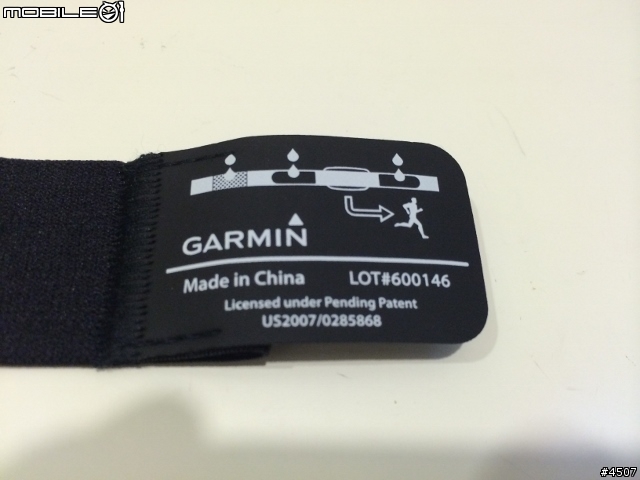 MOBILE01
GARMIN
Made in China LOT#600146
Licensed under Pending Patent
US2007/0285868
#4507